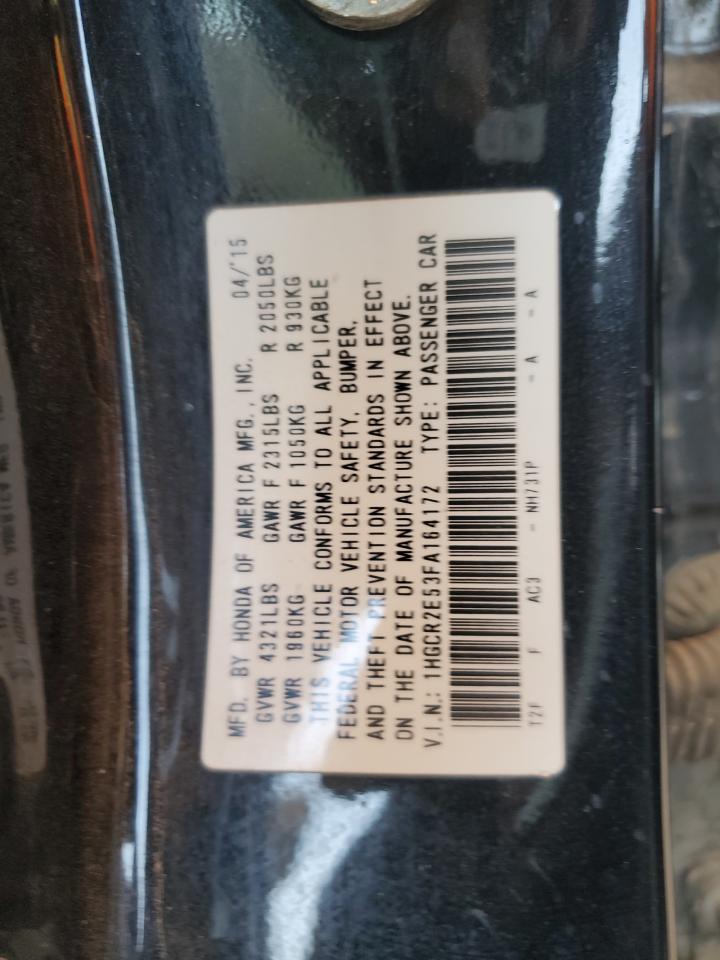 MFD. BY HONDA OF AMERICA MFG., INC. 04/'15
GVWR 4321LBS GAWR F 2315LBS R 2050LBS
GVWR 1960KG GAWR F 1050KG R 930KG
THIS VEHICLE CONFORMS TO ALL APPLICABLE
FEDERAL MOTOR VEHICLE SAFETY, BUMPER,
AND THEFT PREVENTION STANDARDS IN EFFECT
ON THE DATE OF MANUFACTURE SHOWN ABOVE.
V.I.N.: 1HGCR2E53FA164172 TYPE: PASSENGER CAR
T2F F AC3 - NH731P - A - A